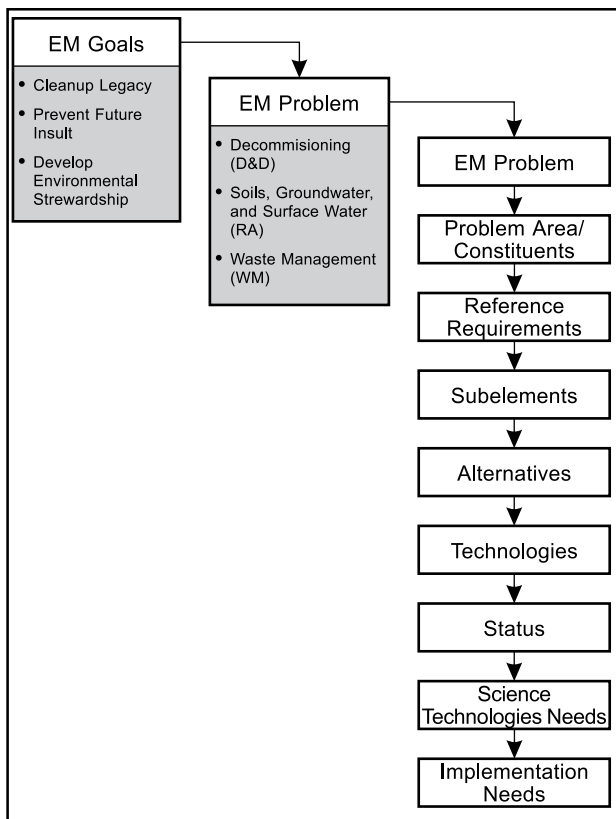 EM Goals
• Cleanup Legacy
• Prevent Future
Insult
• Develop
Environmental
Strewardship
EM Problem
• Decommisioning
(D&D)
• Soils, Groundwater,
and Surface Water
(RA)
• Waste Management
(WM)
EM Problem
Problem Area/
Constituents
Reference
Requirements
Subelements
Alternatives
Technologies
Status
Science
Technologies Needs
Implementation
Needs